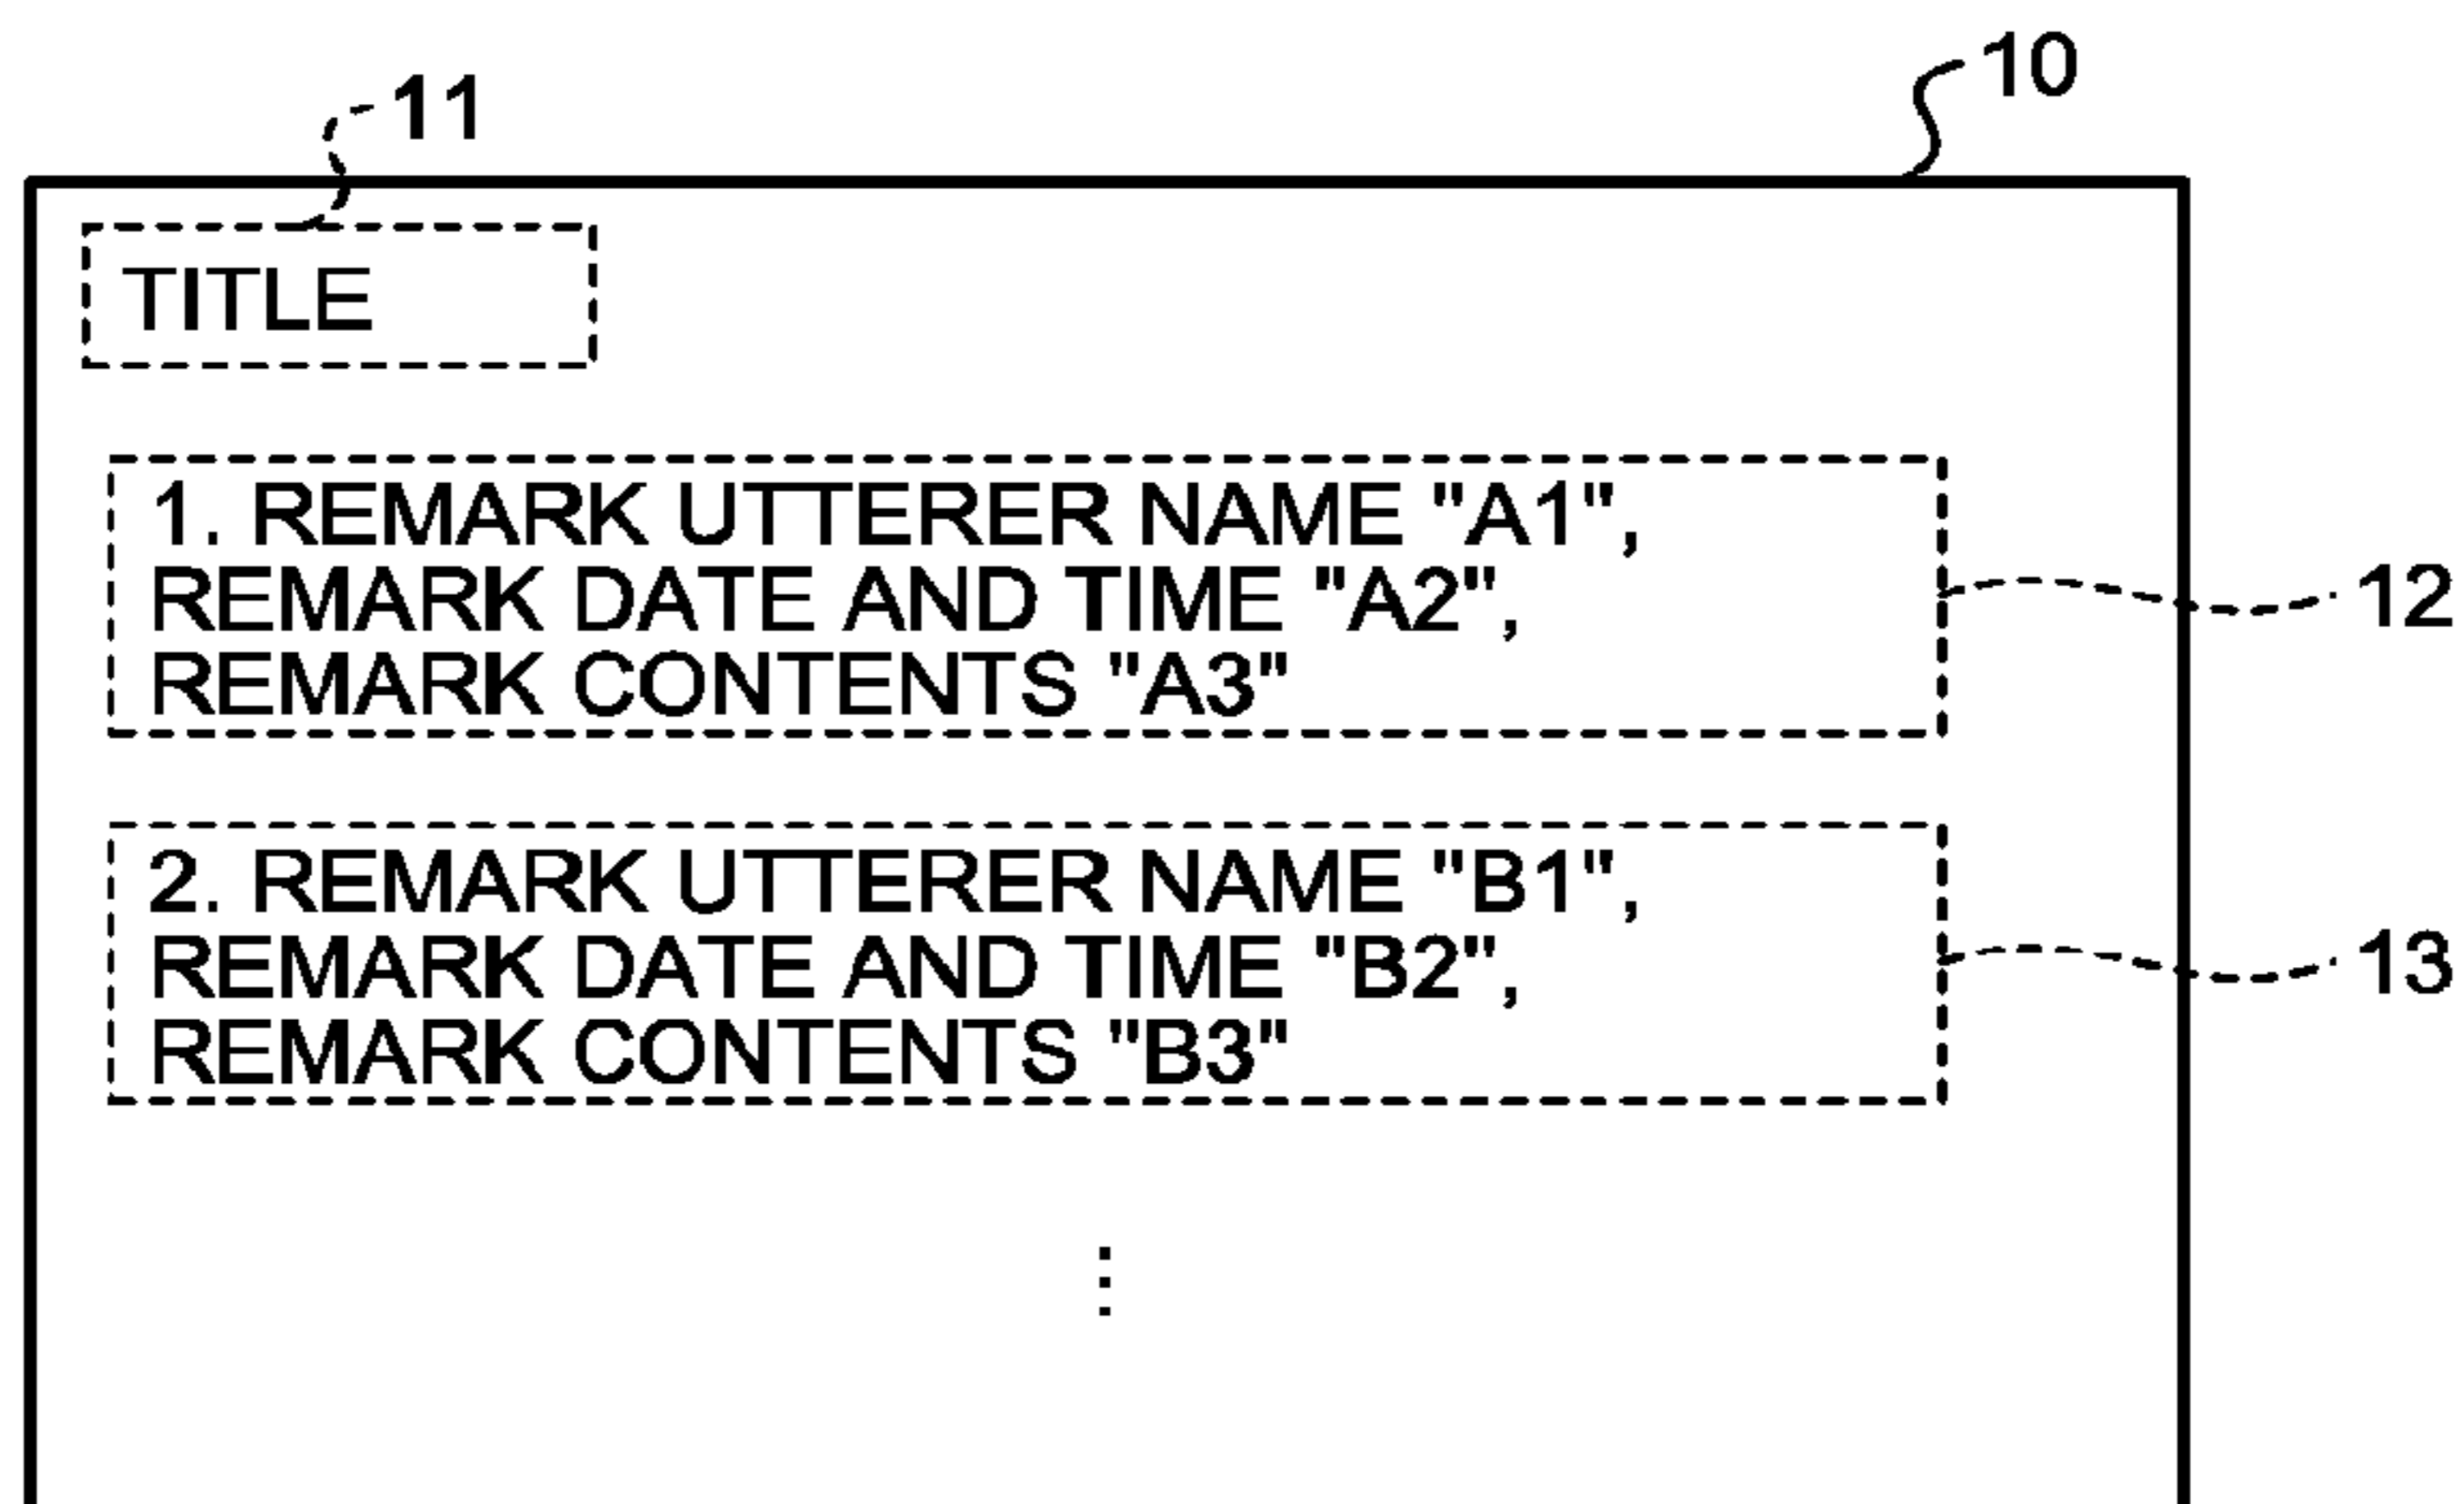 10
11
TITLE
1. REMARK UTTERER NAME "A1",
REMARK DATE AND TIME "A2",
REMARK CONTENTS "A3"
12
2. REMARK UTTERER NAME "B1",
REMARK DATE AND TIME "B2",
REMARK CONTENTS "B3"
13